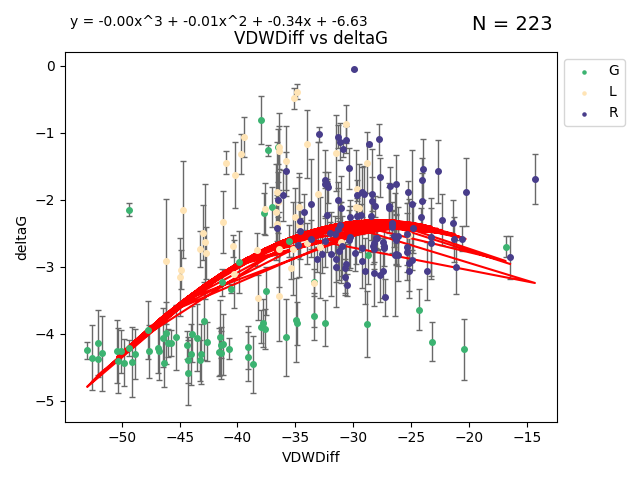 y = -0.00x^3 + -0.01x^2 + -0.34x + -6.63
N = 223
VDWDiff vs deltaG
G
L
R
0
−1
−2
−3
−4
−5
deltaG
−50
−45
−40
−35
−30
−25
−20
−15
VDWDiff